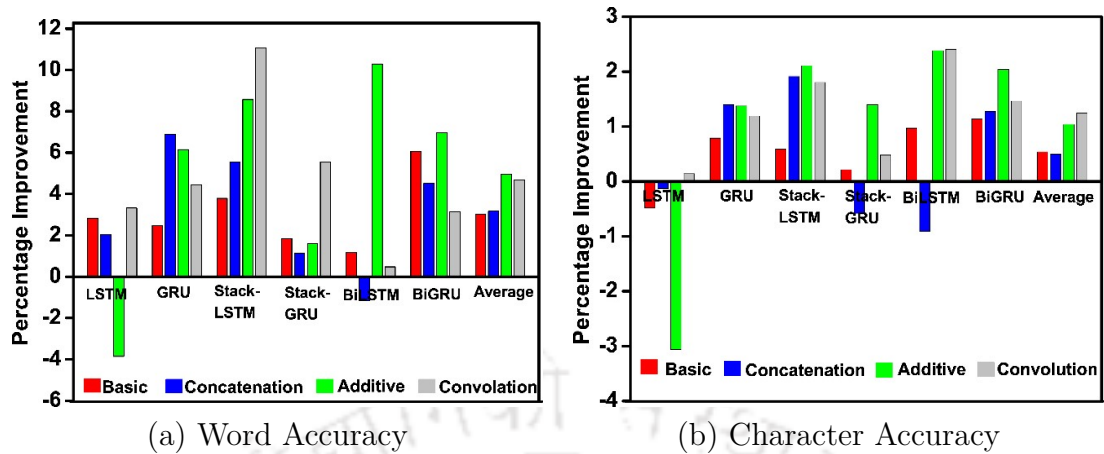 12
10
8
6
4
2
0
-2
-4
-6
Percentage Improvement
LSTM GRU Stack- Stack- BiLSTM BiGRU Average
LSTM GRU
Basic Concatenation Additive Convolation
(a) Word Accuracy
3
2
1
0
-1
-2
-3
-4
Percentage Improvement
LSTM GRU Stack- Stack- BiLSTM BiGRU Average
LSTM GRU
Basic Concatenation Additive Convolution
(b) Character Accuracy